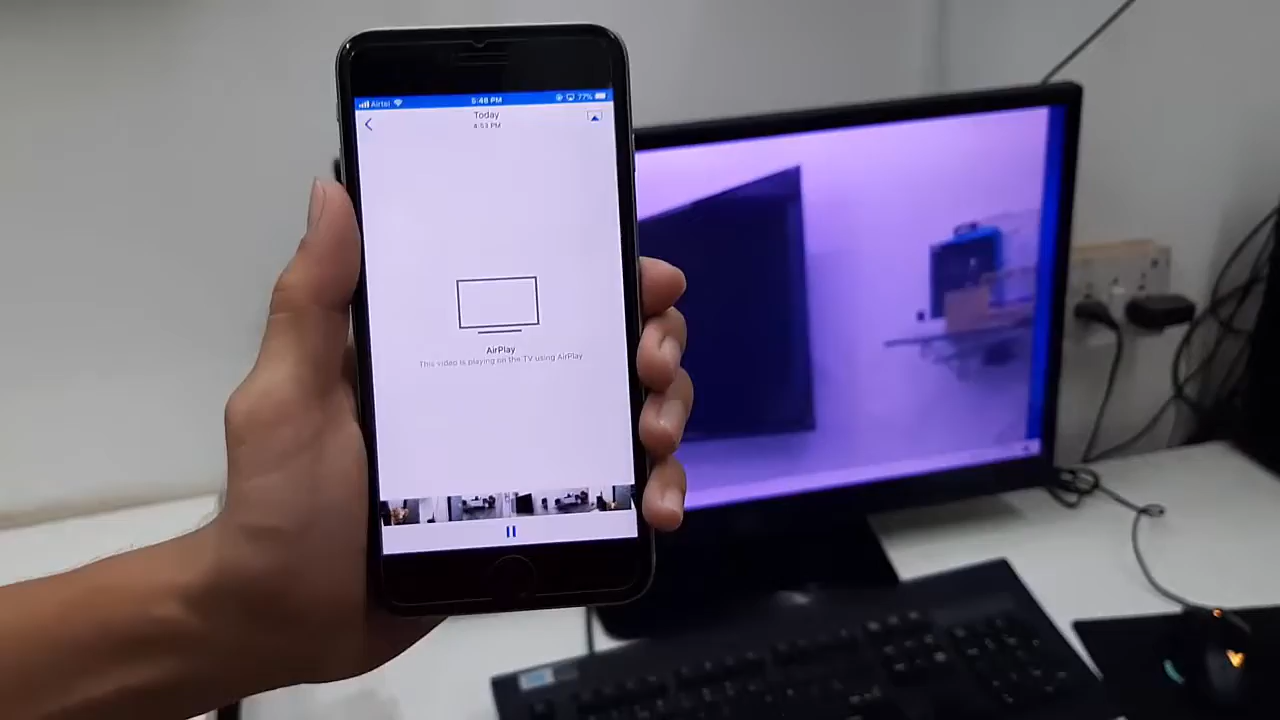 Airtel 5:48 PM 77%
Today
4:53 PM
AirPlay
This video is playing on the TV using AirPlay